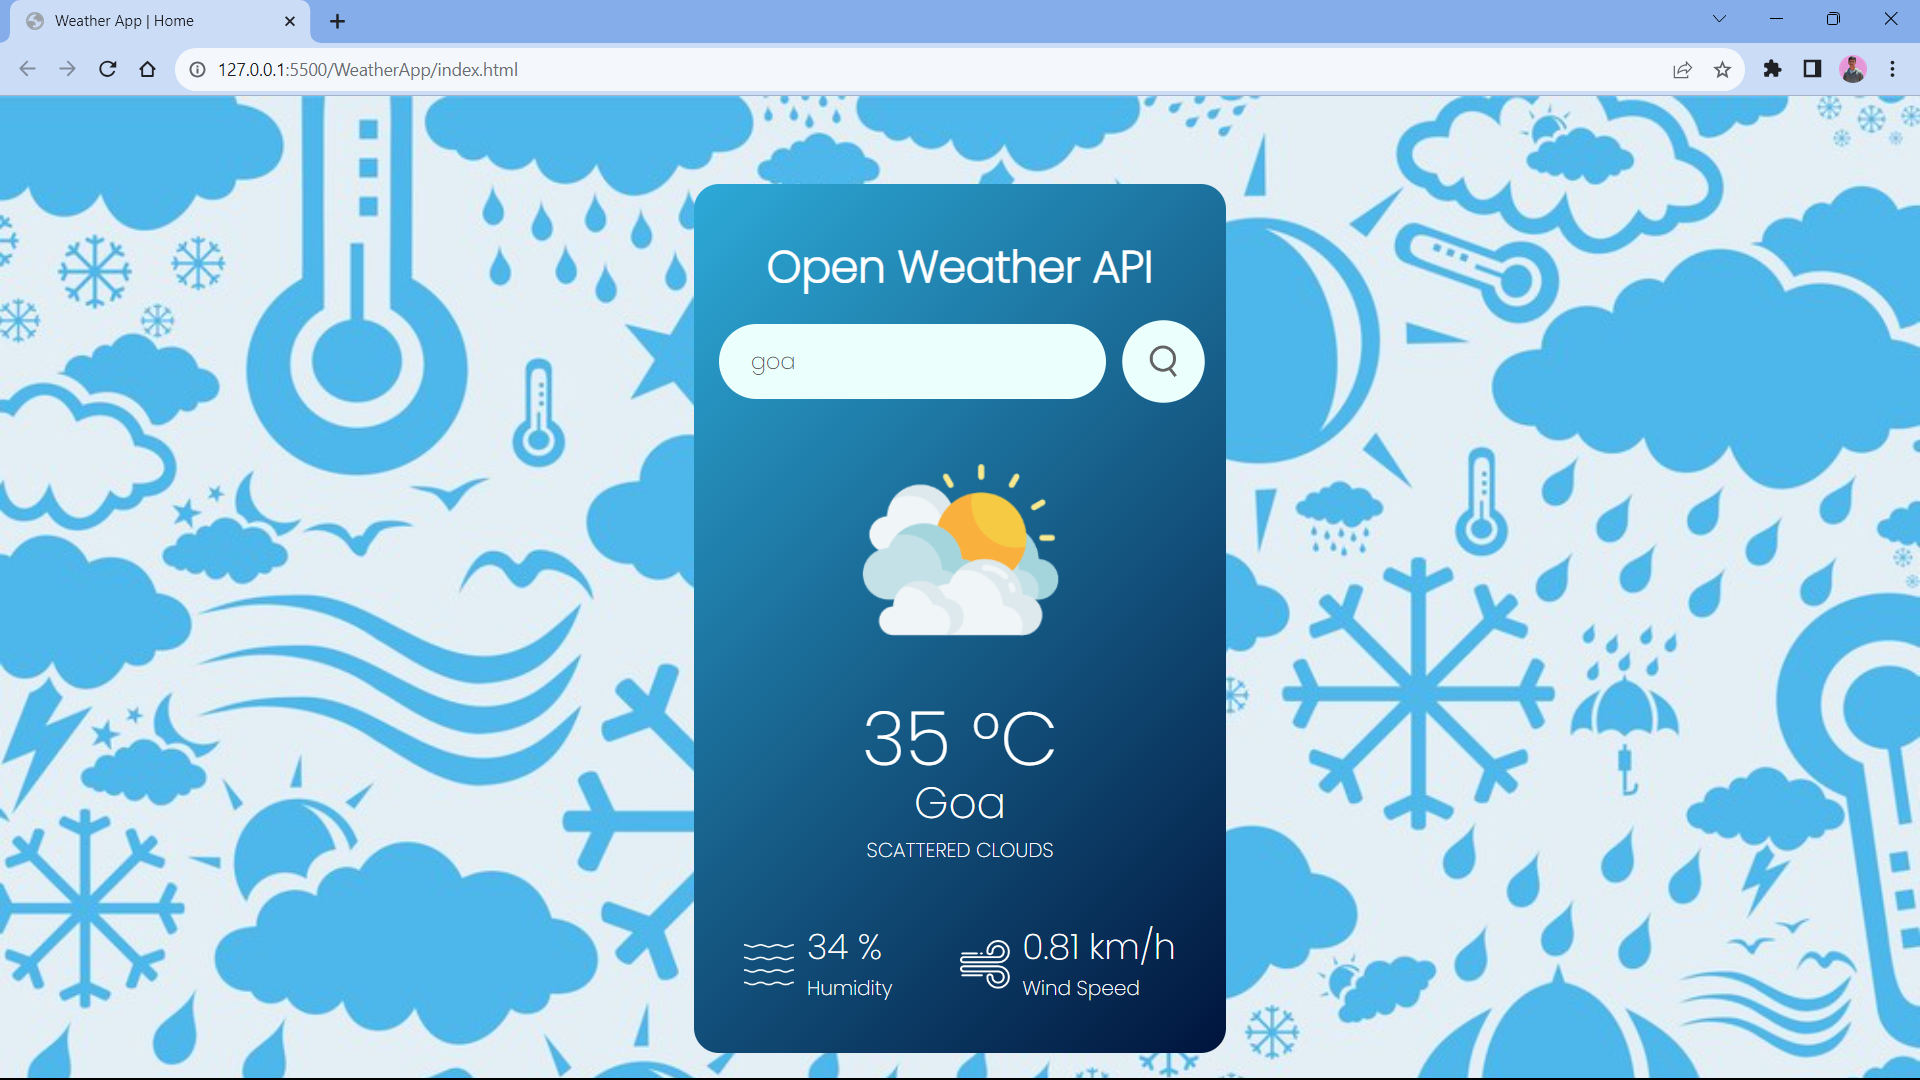 Weather App | Home
127.0.0.1:5500/WeatherApp/index.html
Open Weather API
goa
35 °C
Goa
SCATTERED CLOUDS
34 %
Humidity
0.81 km/h
Wind Speed